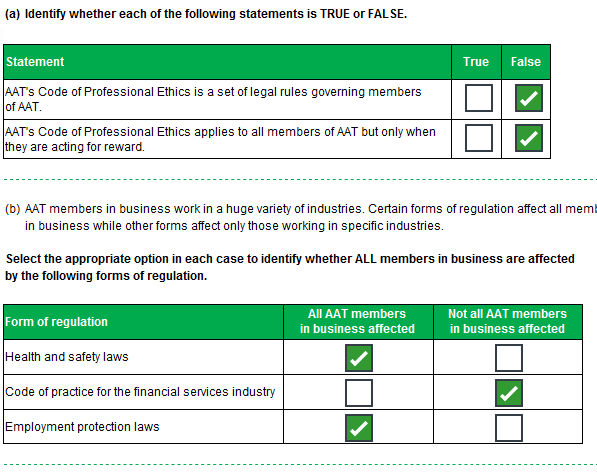 (a) Identify whether each of the following statements is TRUE or FALSE.
Statement True False
AAT's Code of Professional Ethics is a set of legal rules governing members
of AAT.
AAT's Code of Professional Ethics applies to all members of AAT but only when
they are acting for reward.
(b) AAT members in business work in a huge variety of industries. Certain forms of regulation affect all
in business while other forms affect only those working in specific industries.
Select the appropriate option in each case to identify whether ALL members in business are affected
by the following forms of regulation.
Form of regulation
All AAT members
in business affected
Not all AAT members
in business affected
Health and safety laws
Code of practice for the financial services industry
Employment protection laws